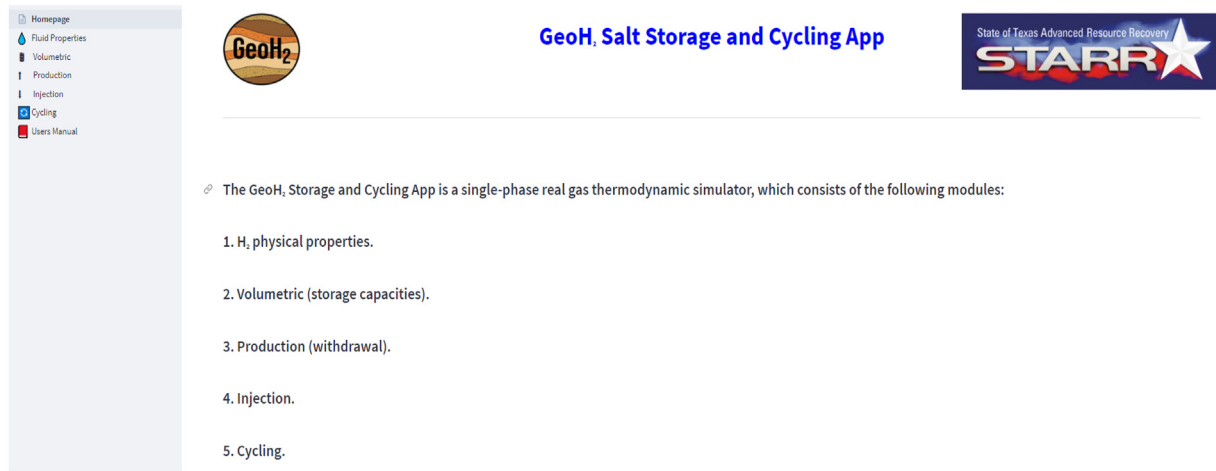 Homepage
Fluid Properties
Volumetric
Production
Injection
Cycling
Users Manual
GeoH₂
GeoH₂ Salt Storage and Cycling App
State of Texas Advanced Resource Recovery
STARR
The GeoH₂ Storage and Cycling App is a single-phase real gas thermodynamic simulator, which consists of the following modules:
1. H₂ physical properties.
2. Volumetric (storage capacities).
3. Production (withdrawal).
4. Injection.
5. Cycling.